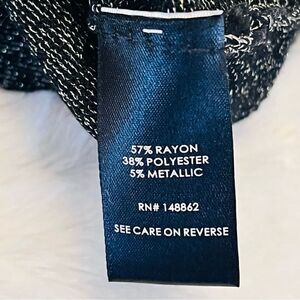 57% RAYON
38% POLYESTER
5% METALLIC
RN# 148862
SEE CARE ON REVERSE